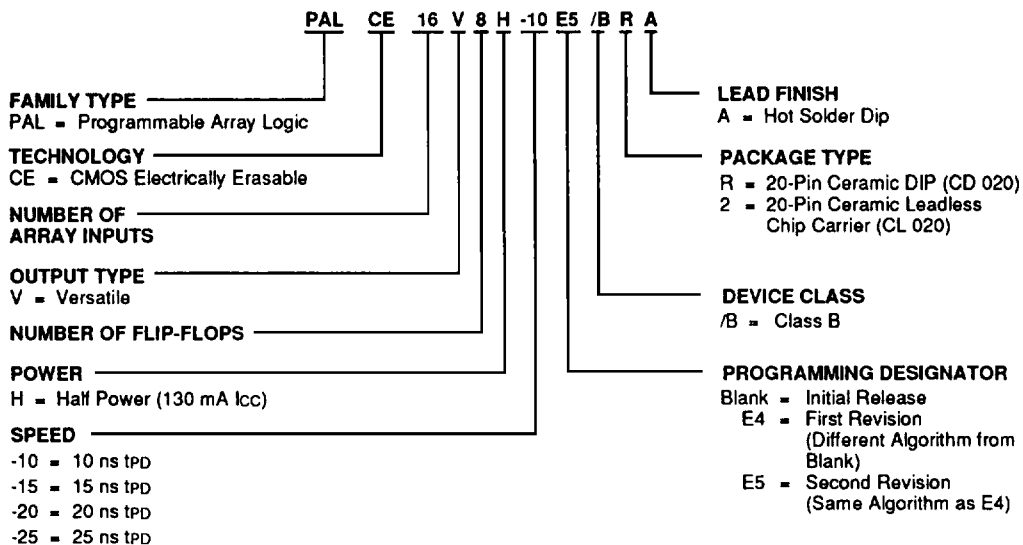 PAL CE 16 V 8 H -10 E5 /B R A
FAMILY TYPE
PAL = Programmable Array Logic
TECHNOLOGY
CE = CMOS Electrically Erasable
NUMBER OF
ARRAY INPUTS
OUTPUT TYPE
V = Versatile
NUMBER OF FLIP-FLOPS
POWER
H = Half Power (130 mA ICC)
SPEED
-10 = 10 ns tPD
-15 = 15 ns tPD
-20 = 20 ns tPD
-25 = 25 ns tPD
LEAD FINISH
A = Hot Solder Dip
PACKAGE TYPE
R = 20-Pin Ceramic DIP (CD 020)
2 = 20-Pin Ceramic Leadless
Chip Carrier (CL 020)
DEVICE CLASS
/B = Class B
PROGRAMMING DESIGNATOR
Blank = Initial Release
E4 = First Revision
(Different Algorithm from
Blank)
E5 = Second Revision
(Same Algorithm as E4)